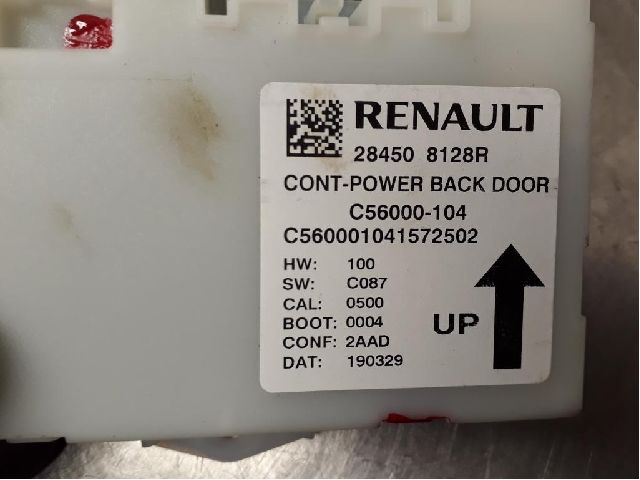 RENAULT
28450 8128R
CONT-POWER BACK DOOR
C56000-104
C560001041572502
HW: 100
SW: C087
CAL: 0500
BOOT: 0004
CONF: 2AAD
DAT: 190329
UP